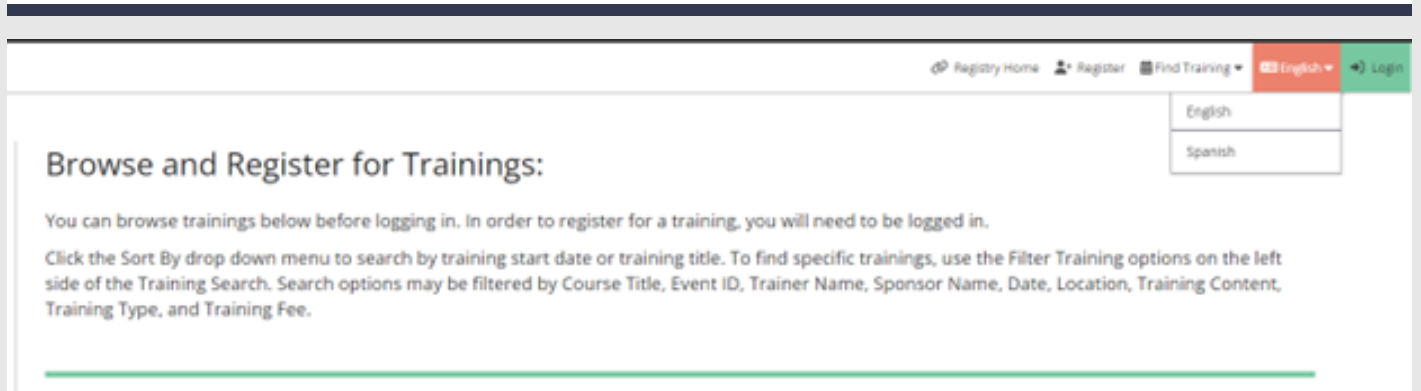 Registry Home Register Find Training English Login
English
Spanish
Browse and Register for Trainings:
You can browse trainings below before logging in. In order to register for a training, you will need to be logged in.
Click the Sort By drop down menu to search by training start date or training title. To find specific trainings, use the Filter Training options on the left
side of the Training Search. Search options may be filtered by Course Title, Event ID, Trainer Name, Sponsor Name, Date, Location, Training Content,
Training Type, and Training Fee.